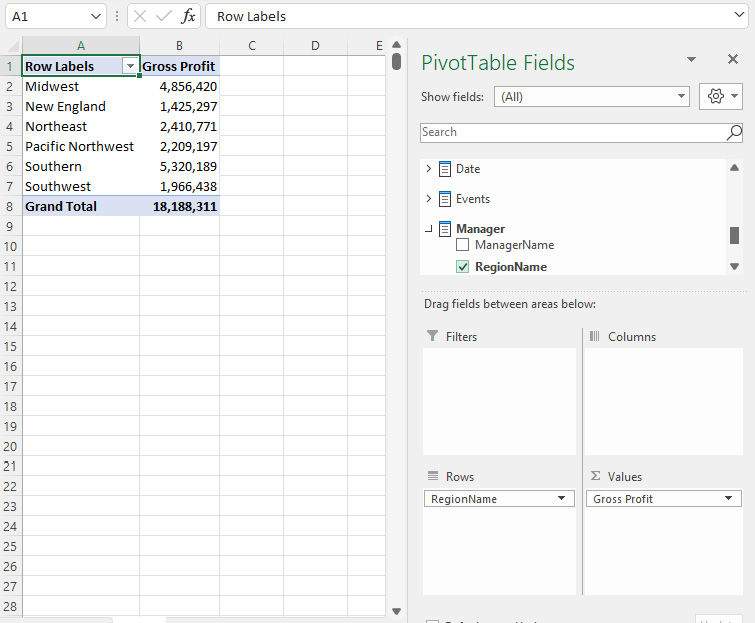 A1
fx
Row Labels
A B C D E
1 Row Labels Gross Profit
2 Midwest 4,856,420
3 New England 1,425,297
4 Northeast 2,410,771
5 Pacific Northwest 2,209,197
6 Southern 5,320,189
7 Southwest 1,966,438
8 Grand Total 18,188,311
9
10
11
12
13
14
15
16
17
18
19
20
21
22
23
24
25
26
27
28
PivotTable Fields
Show fields: (All)
Search
Date
Events
Manager
ManagerName
RegionName
Drag fields between areas below:
Filters
Columns
Rows
RegionName
Σ Values
Gross Profit